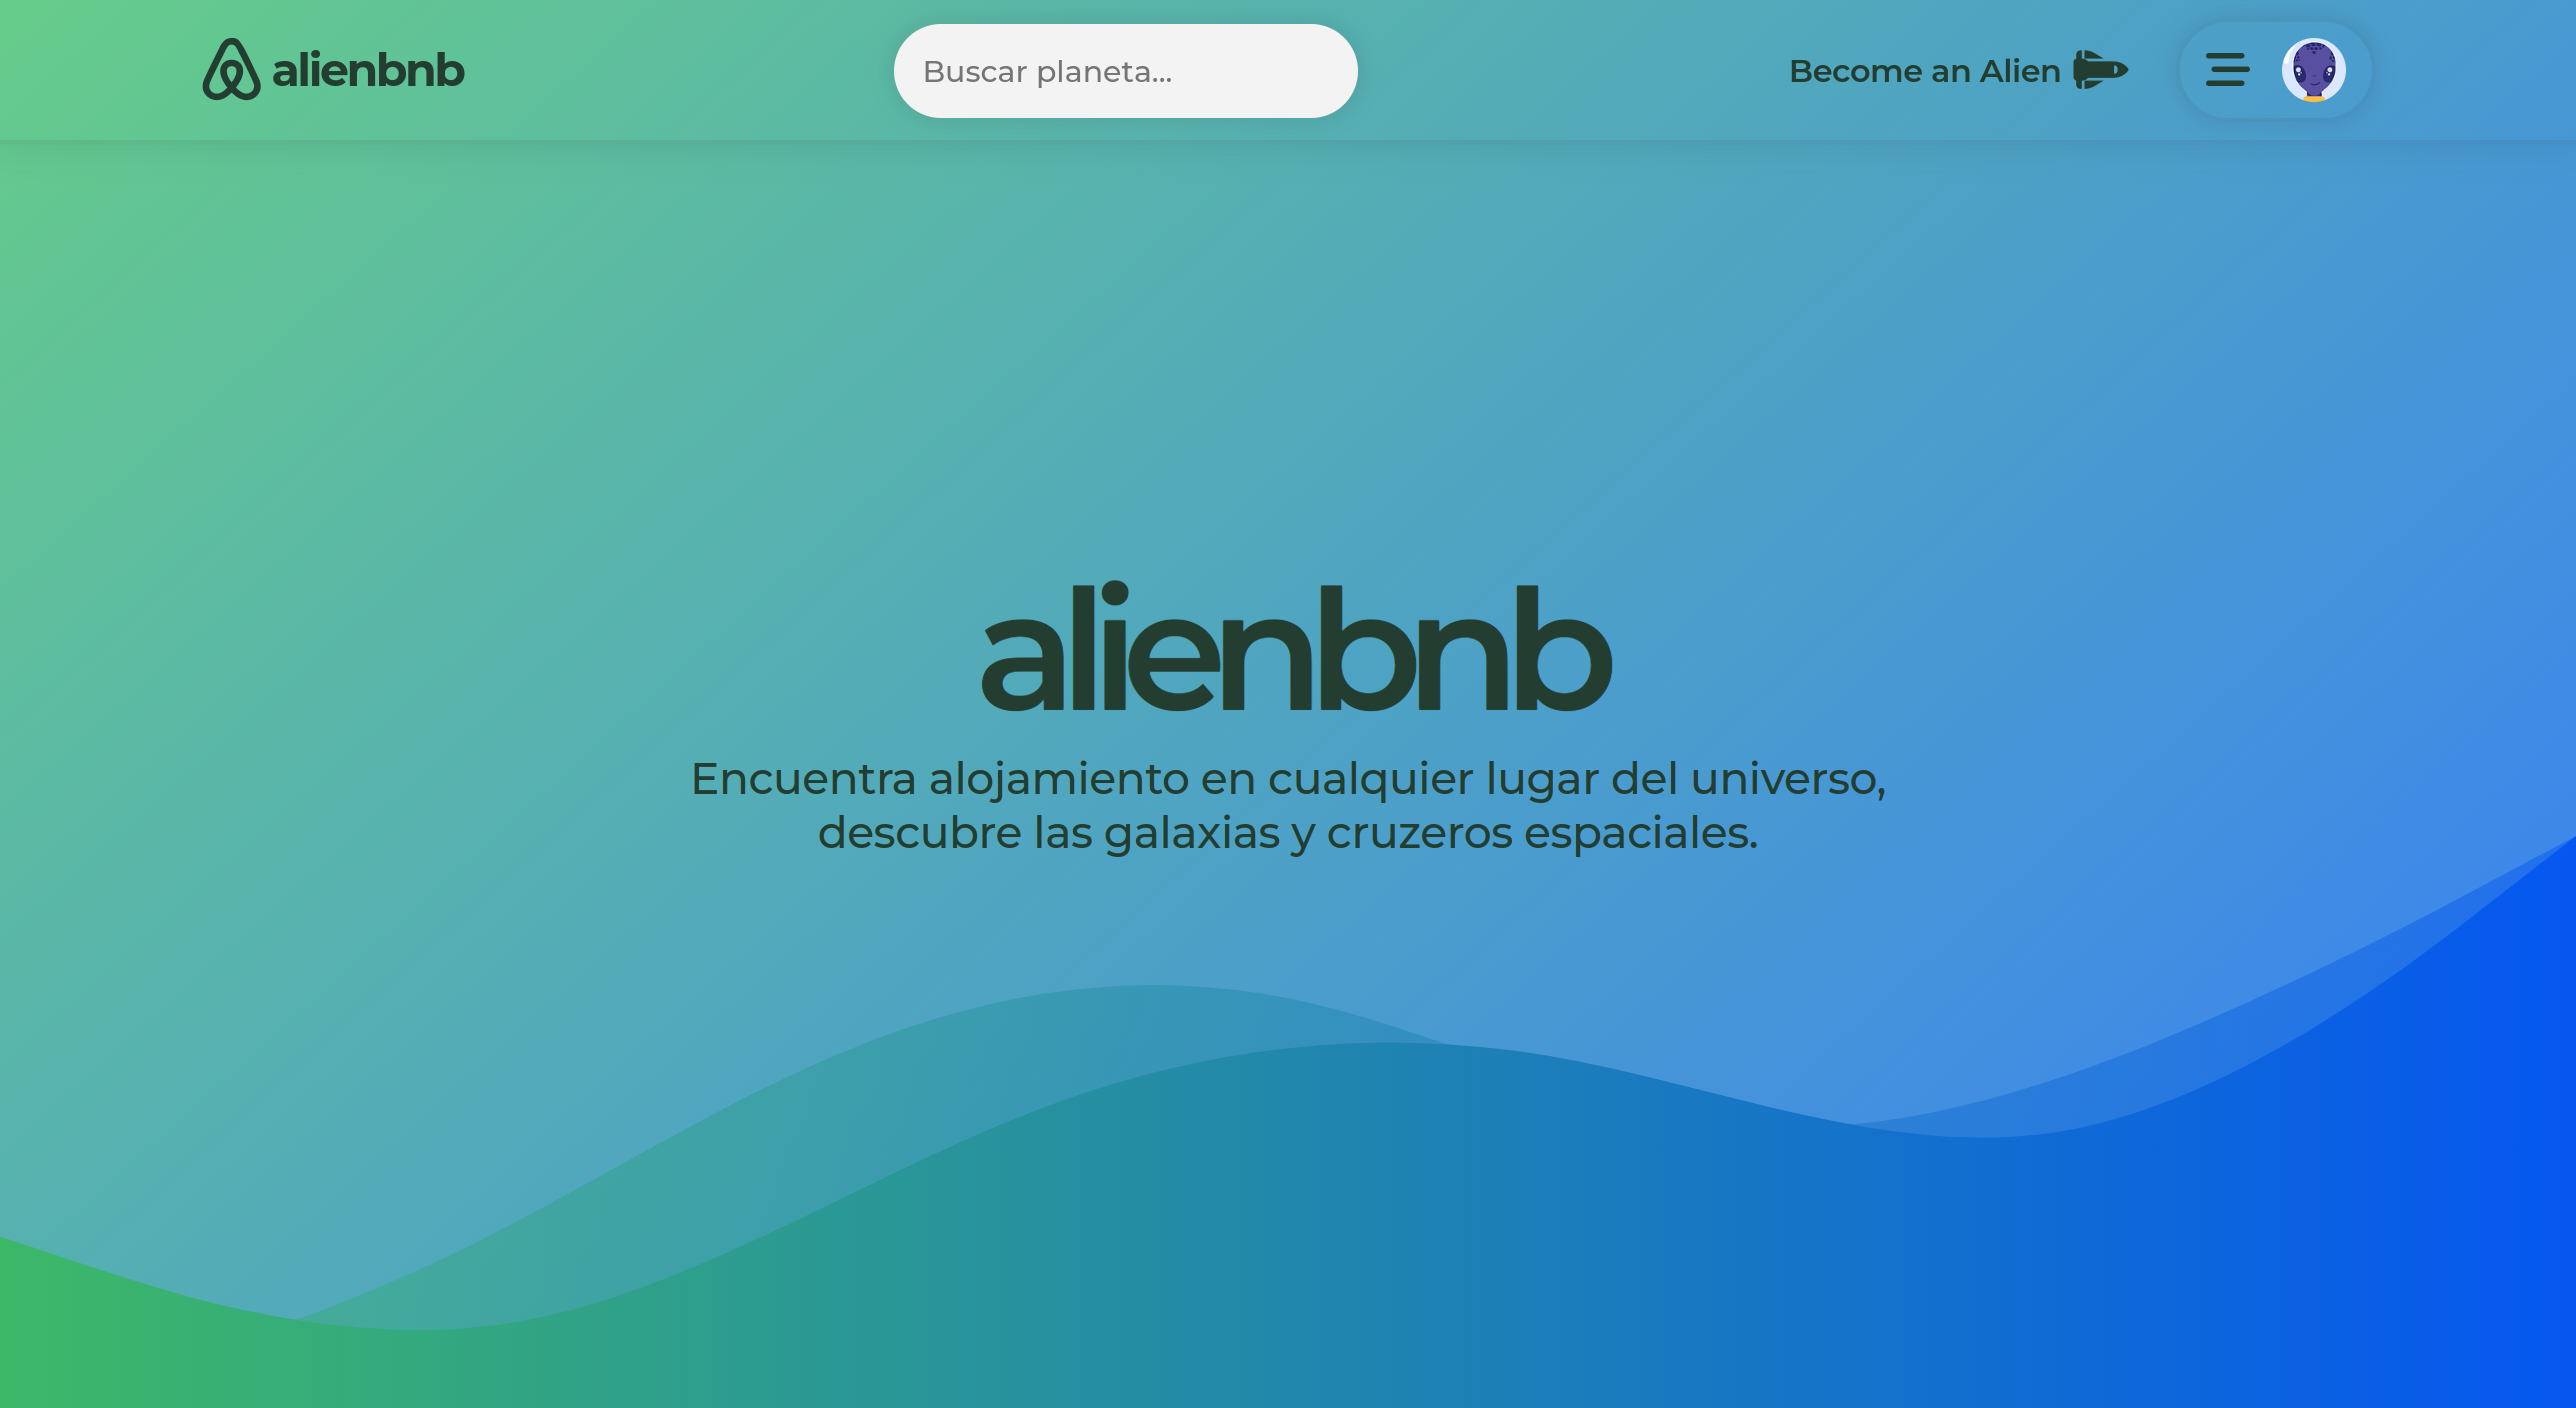 alienbnb
Buscar planeta...
Become an Alien
alienbnb
Encuentra alojamiento en cualquier lugar del universo,
descubre las galaxias y cruzeros espaciales.